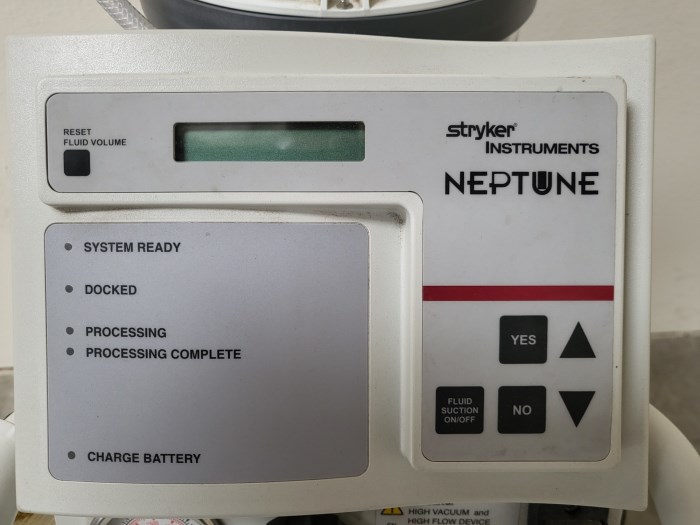 RESET
FLUID VOLUME
stryker®
INSTRUMENTS
NEPTUNE
SYSTEM READY
DOCKED
PROCESSING
PROCESSING COMPLETE
CHARGE BATTERY
YES
FLUID
SUCTION
ON/OFF
NO
HIGH VACUUM and
HIGH FLOW DEVICE